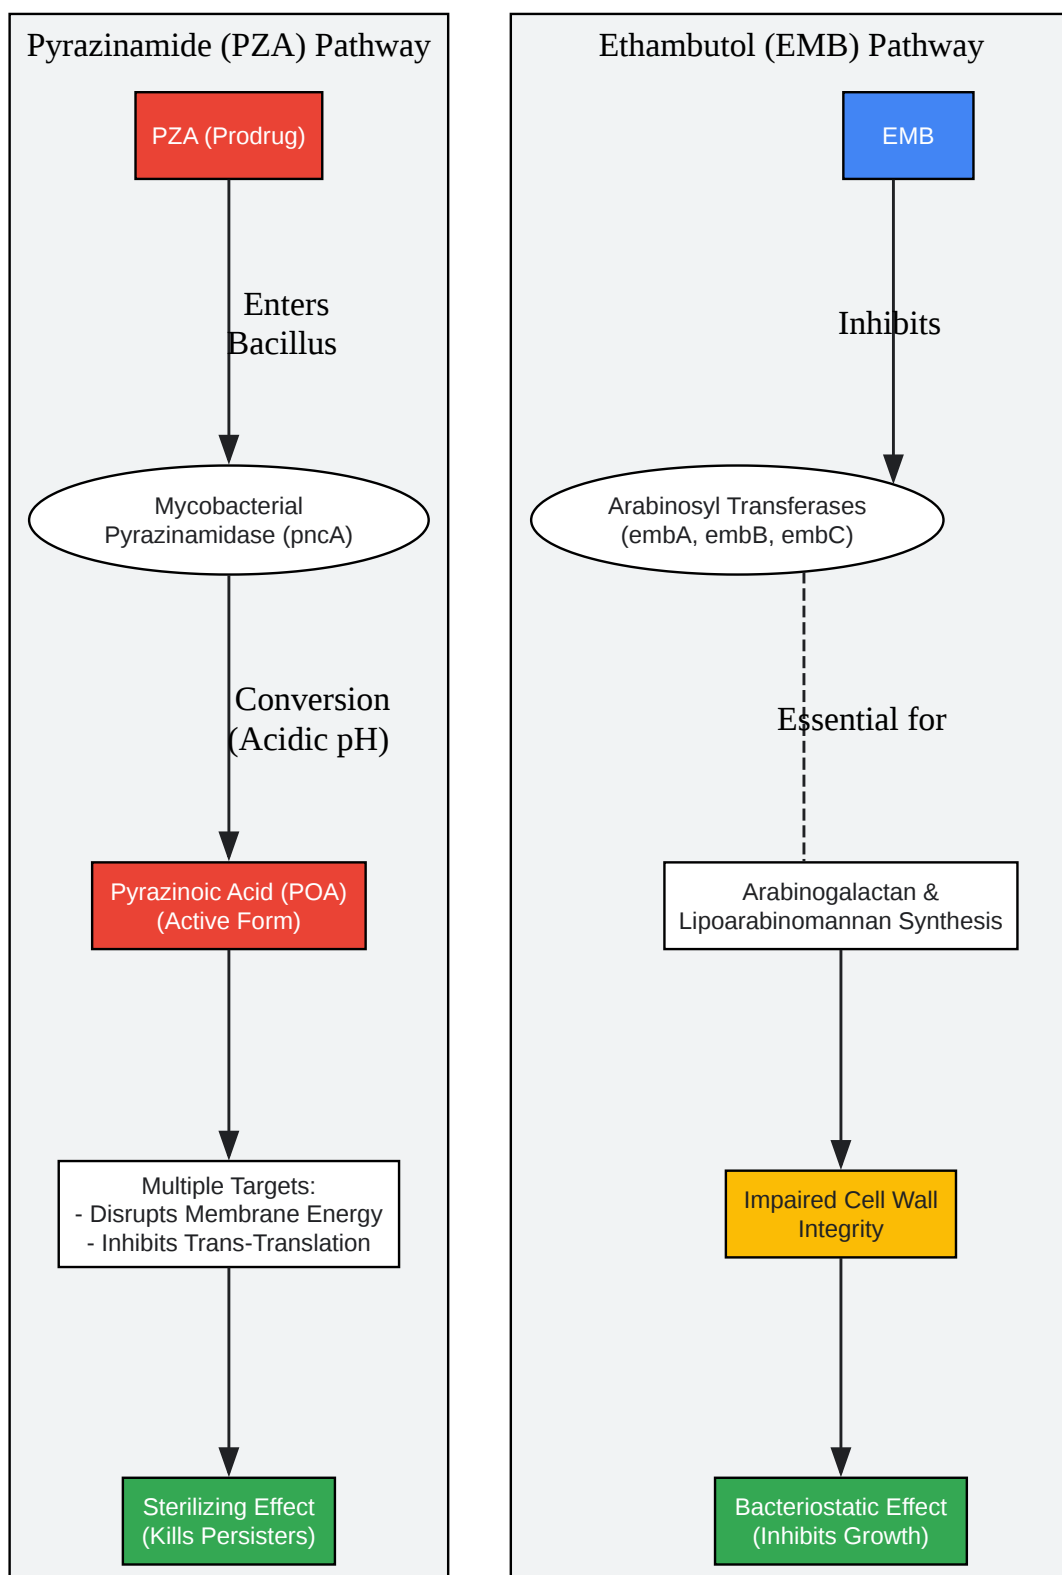 Pyrazinamide (PZA) Pathway
PZA (Prodrug)
Enters
Bacillus
Mycobacterial
Pyrazinamidase (pncA)
Conversion
(Acidic pH)
Pyrazinoic Acid (POA)
(Active Form)
Multiple Targets:
- Disrupts Membrane Energy
- Inhibits Trans-Translation
Sterilizing Effect
(Kills Persisters)
Ethambutol (EMB) Pathway
EMB
Inhibits
Arabinosyl Transferases
(embA, embB, embC)
Essential for
Arabinogalactan &
Lipoarabinomannan Synthesis
Impaired Cell Wall
Integrity
Bacteriostatic Effect
(Inhibits Growth)